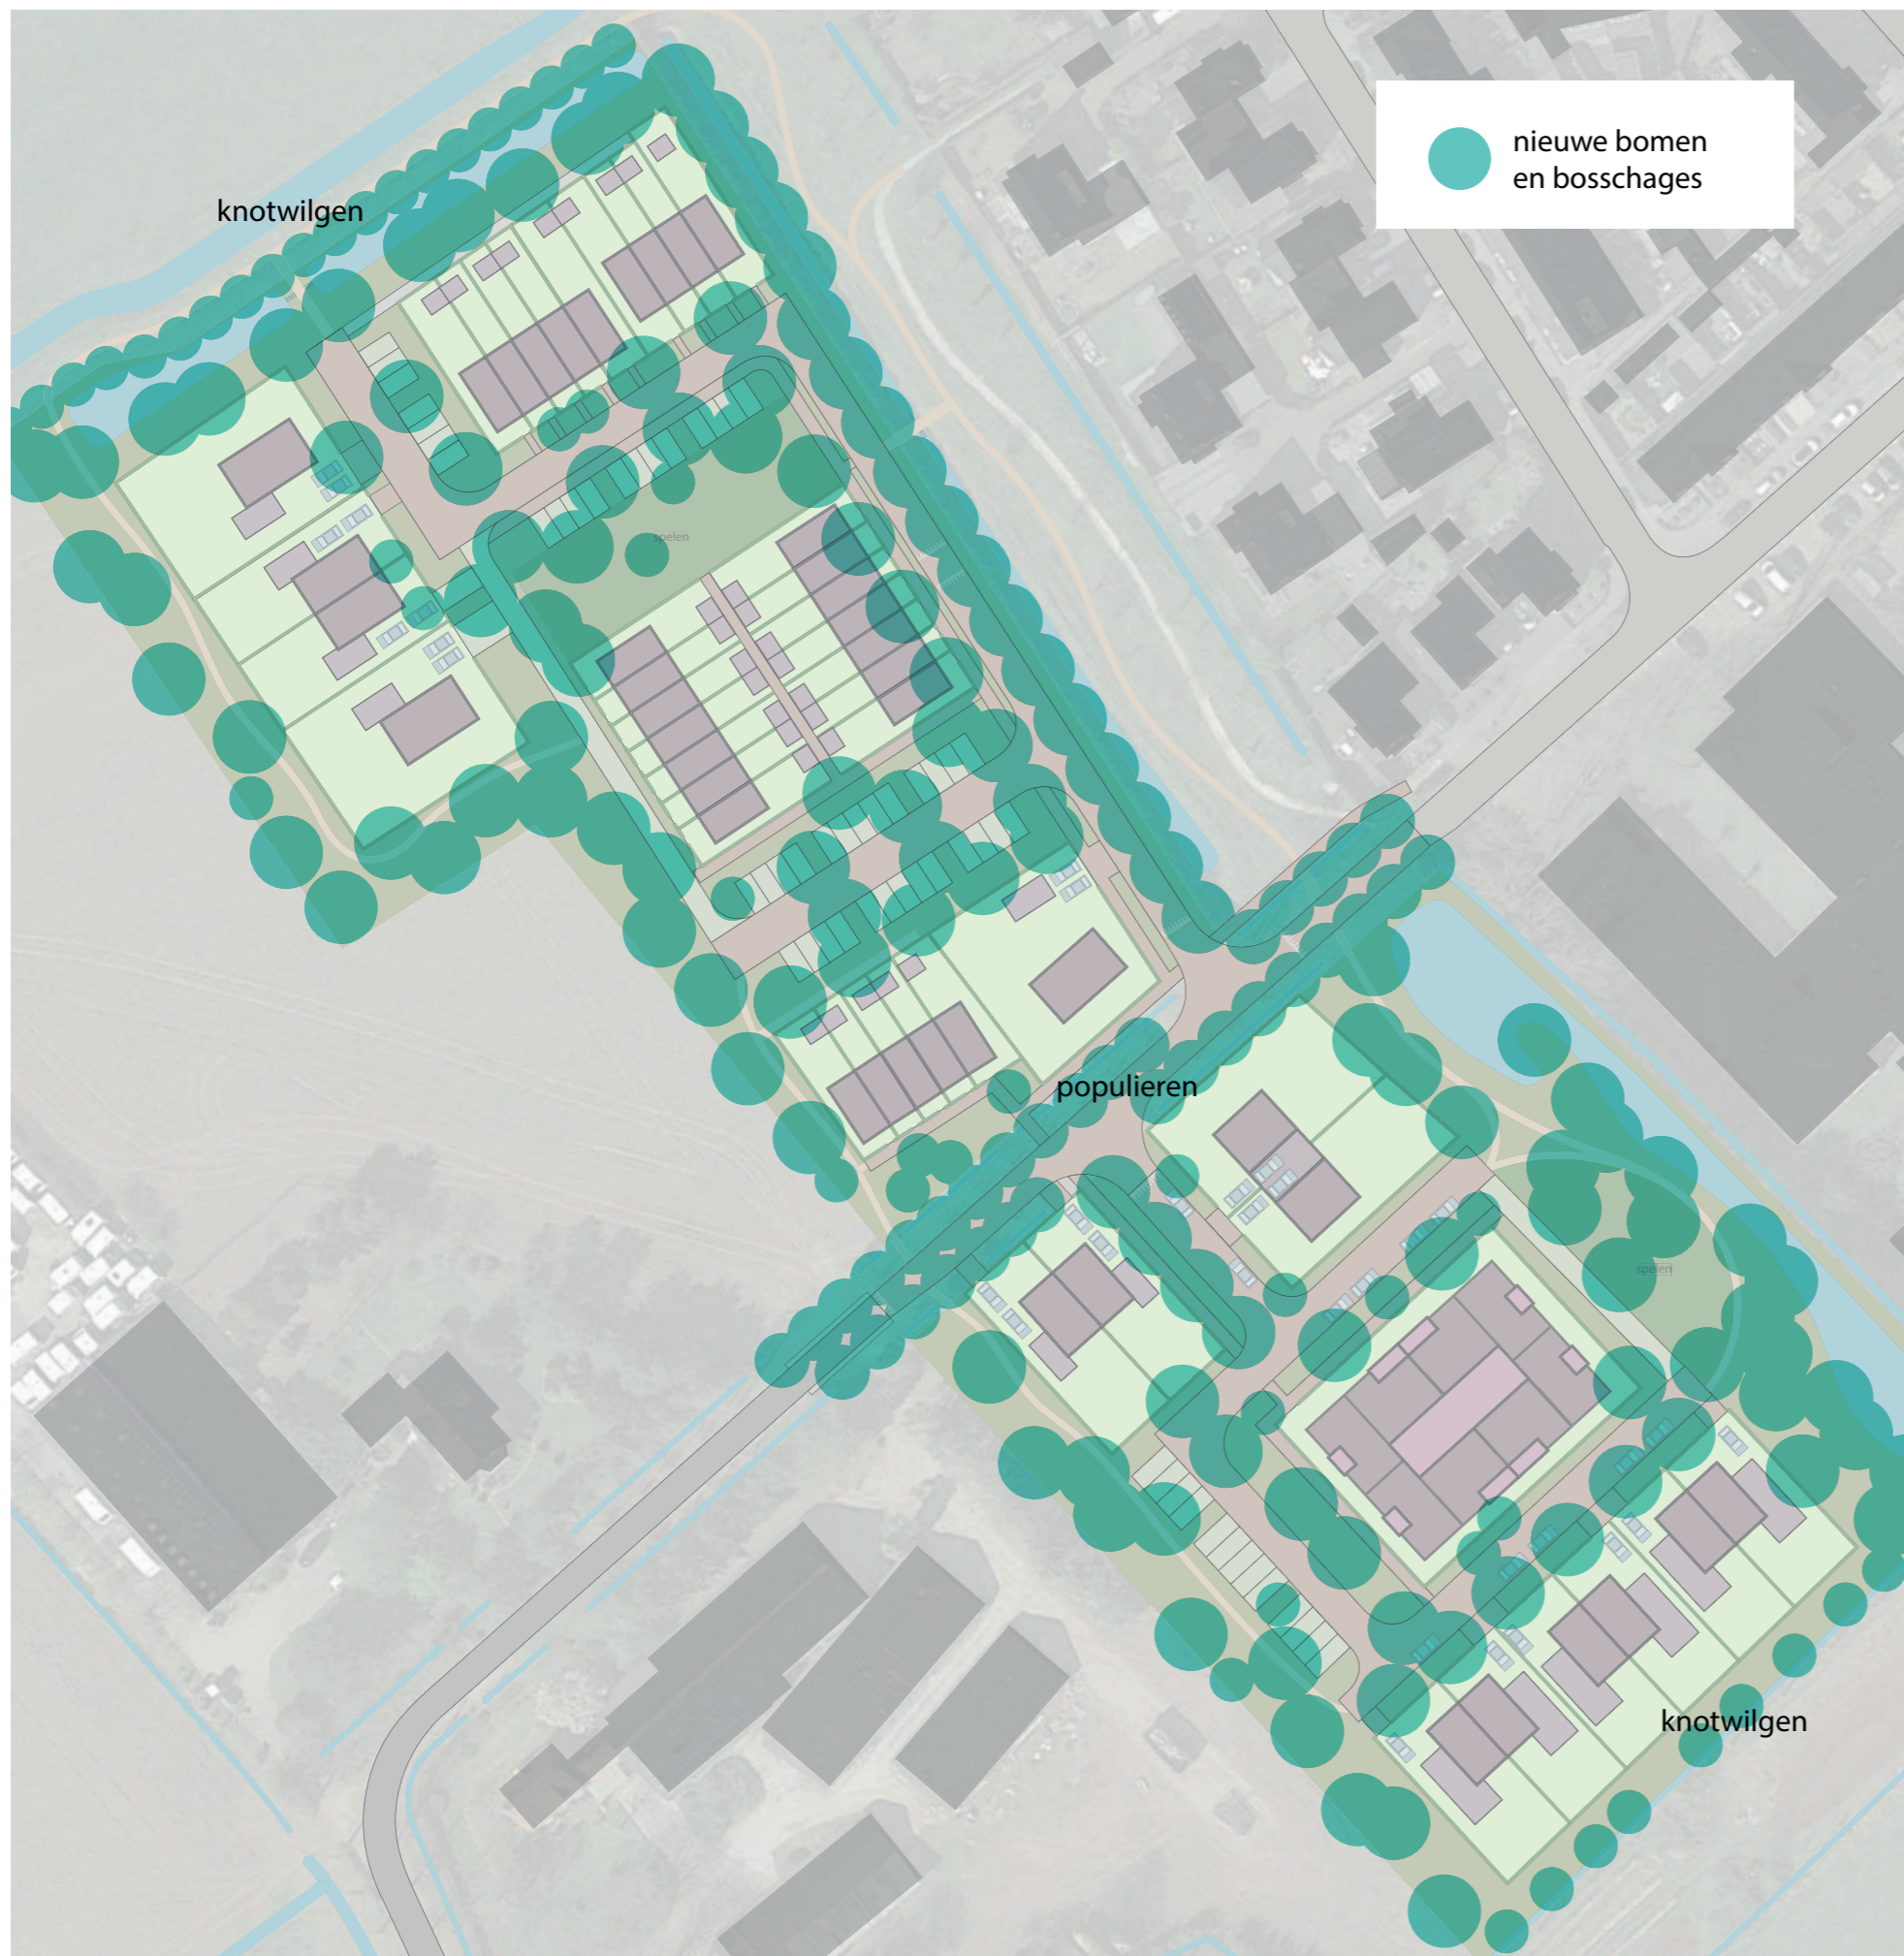 nieuwe bomen
en bosschages
knotwilgen
spelen
populieren
spelen
knotwilgen